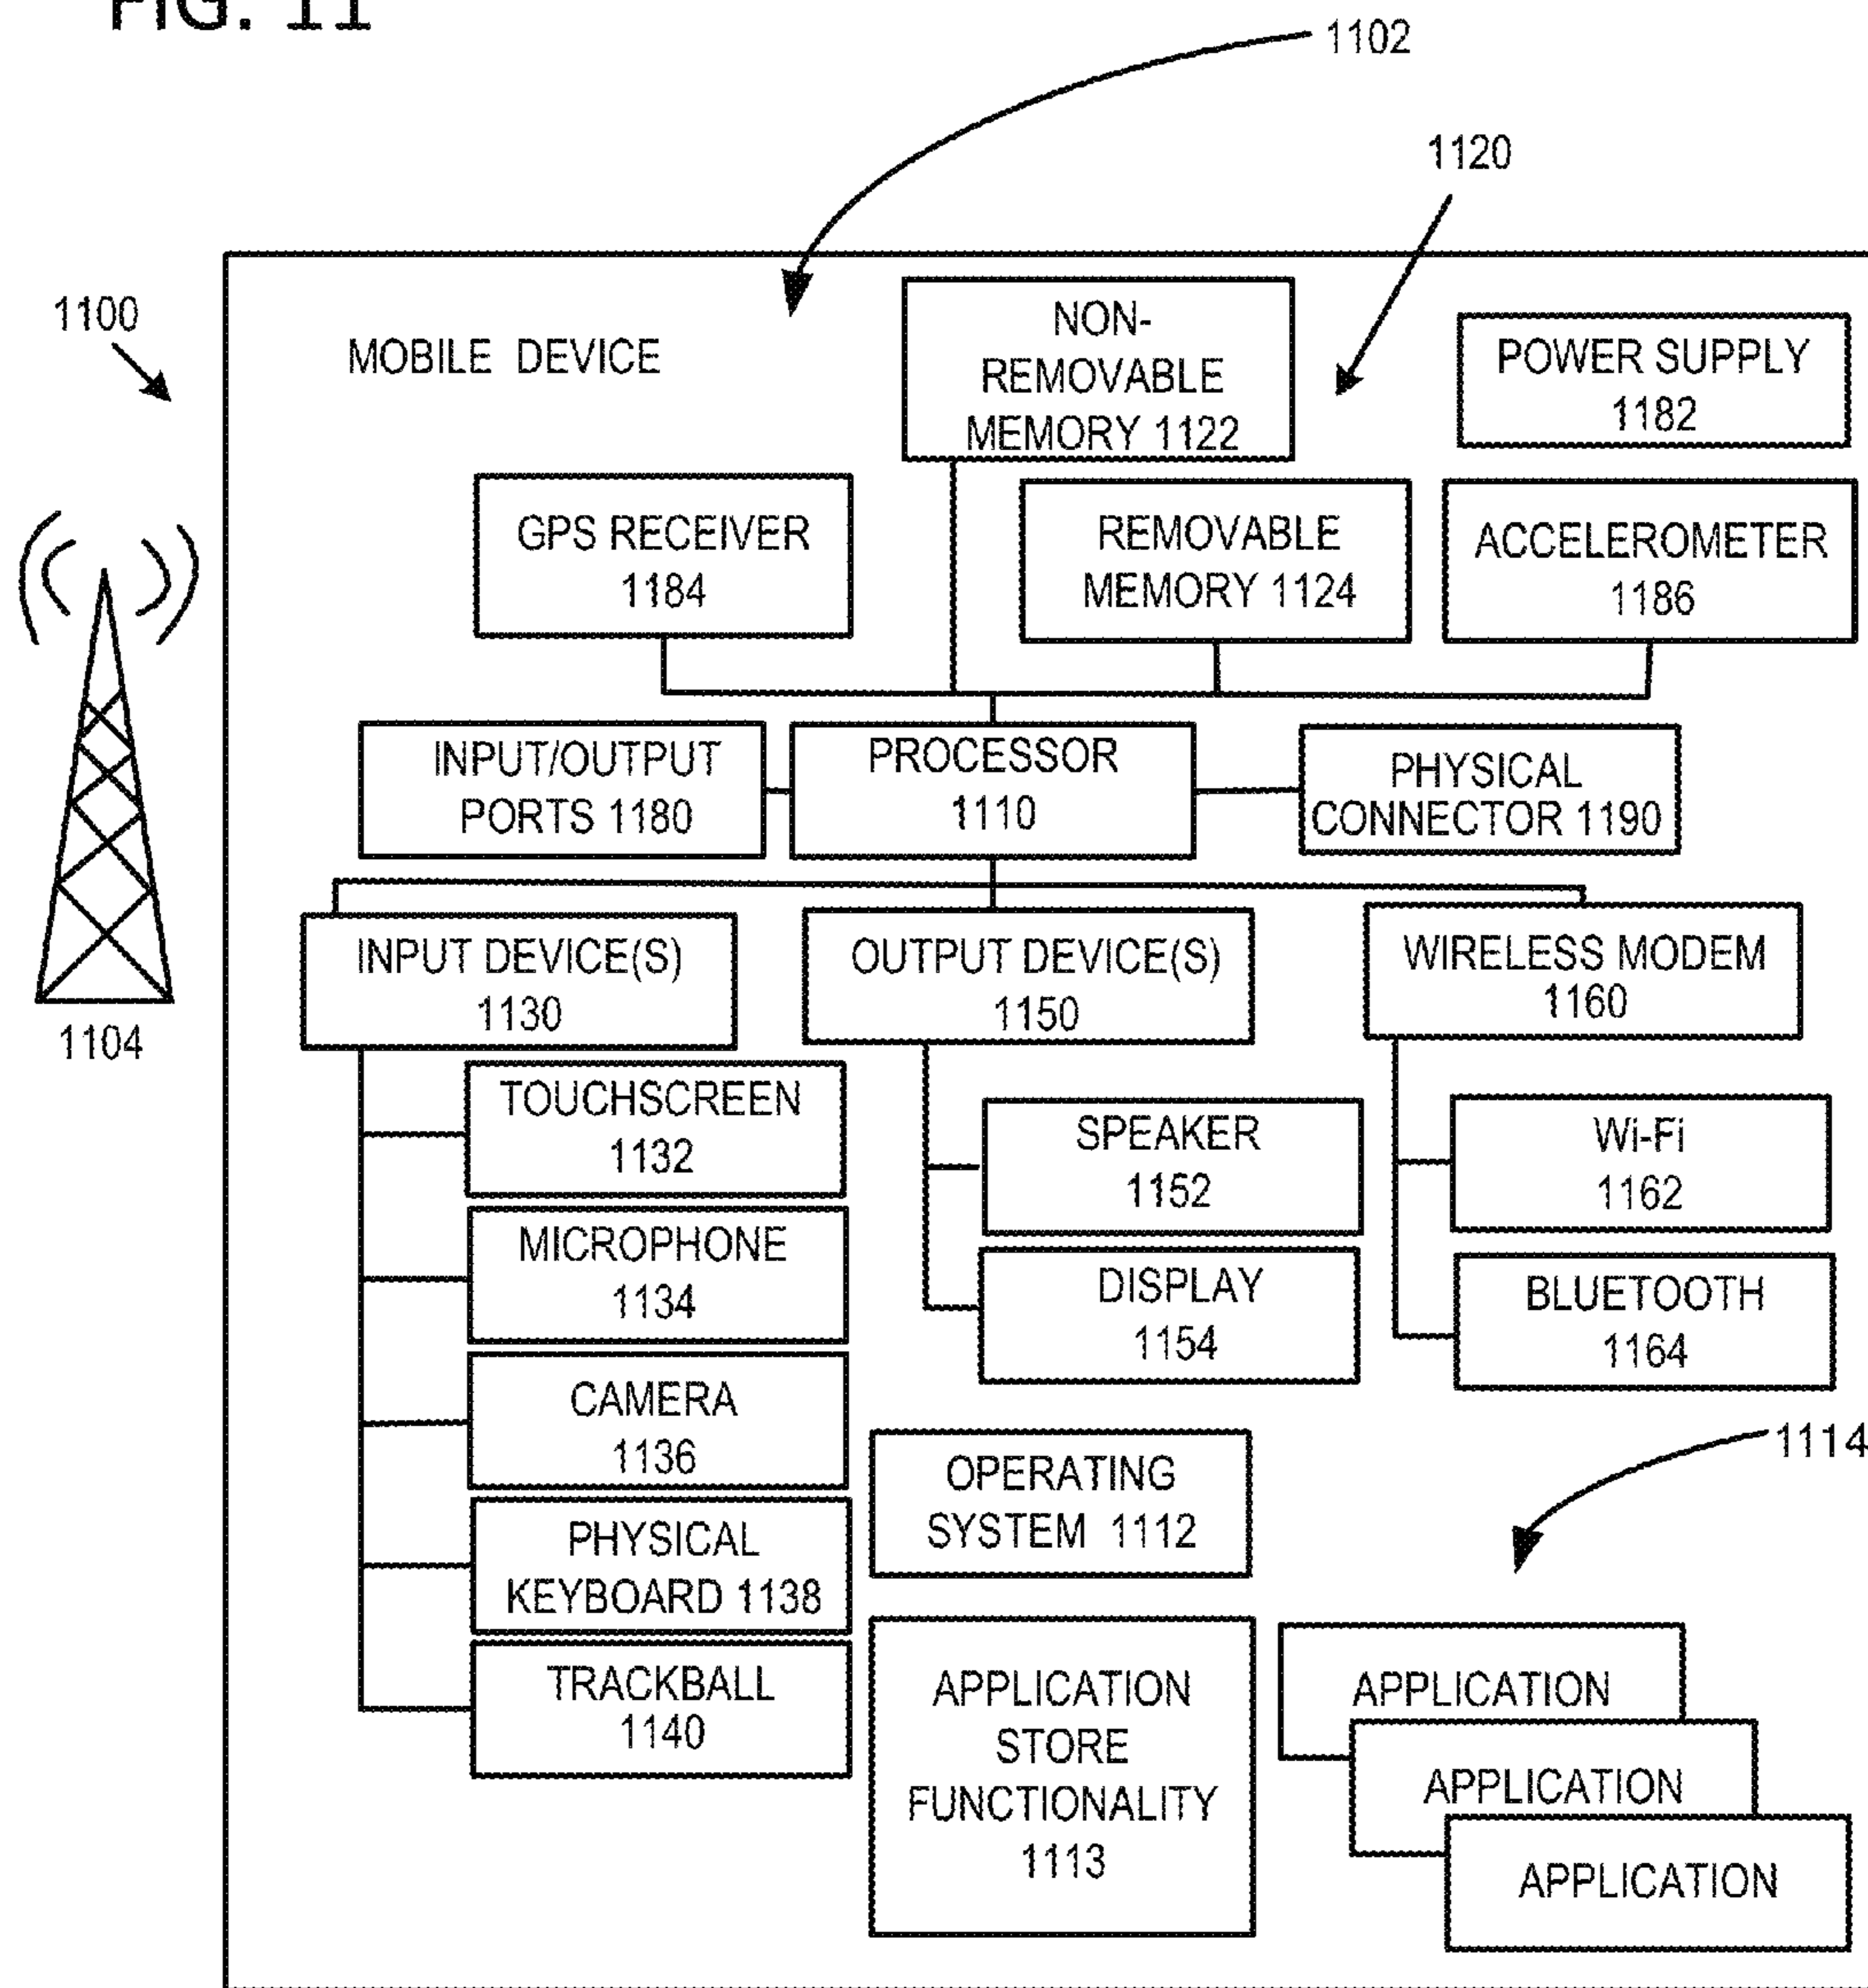 FIG. 11
1102
1120
1100
MOBILE DEVICE
NON-
REMOVABLE
MEMORY 1122
POWER SUPPLY
1182
GPS RECEIVER
1184
REMOVABLE
MEMORY 1124
ACCELEROMETER
1186
INPUT/OUTPUT
PORTS 1180
PROCESSOR
1110
PHYSICAL
CONNECTOR 1190
INPUT DEVICE(S)
1130
OUTPUT DEVICE(S)
1150
WIRELESS MODEM
1160
1104
TOUCHSCREEN
1132
SPEAKER
1152
Wi-Fi
1162
MICROPHONE
1134
DISPLAY
1154
BLUETOOTH
1164
CAMERA
1136
OPERATING
SYSTEM 1112
1114
PHYSICAL
KEYBOARD 1138
TRACKBALL
1140
APPLICATION
STORE
FUNCTIONALITY
1113
APPLICATION
APPLICATION
APPLICATION